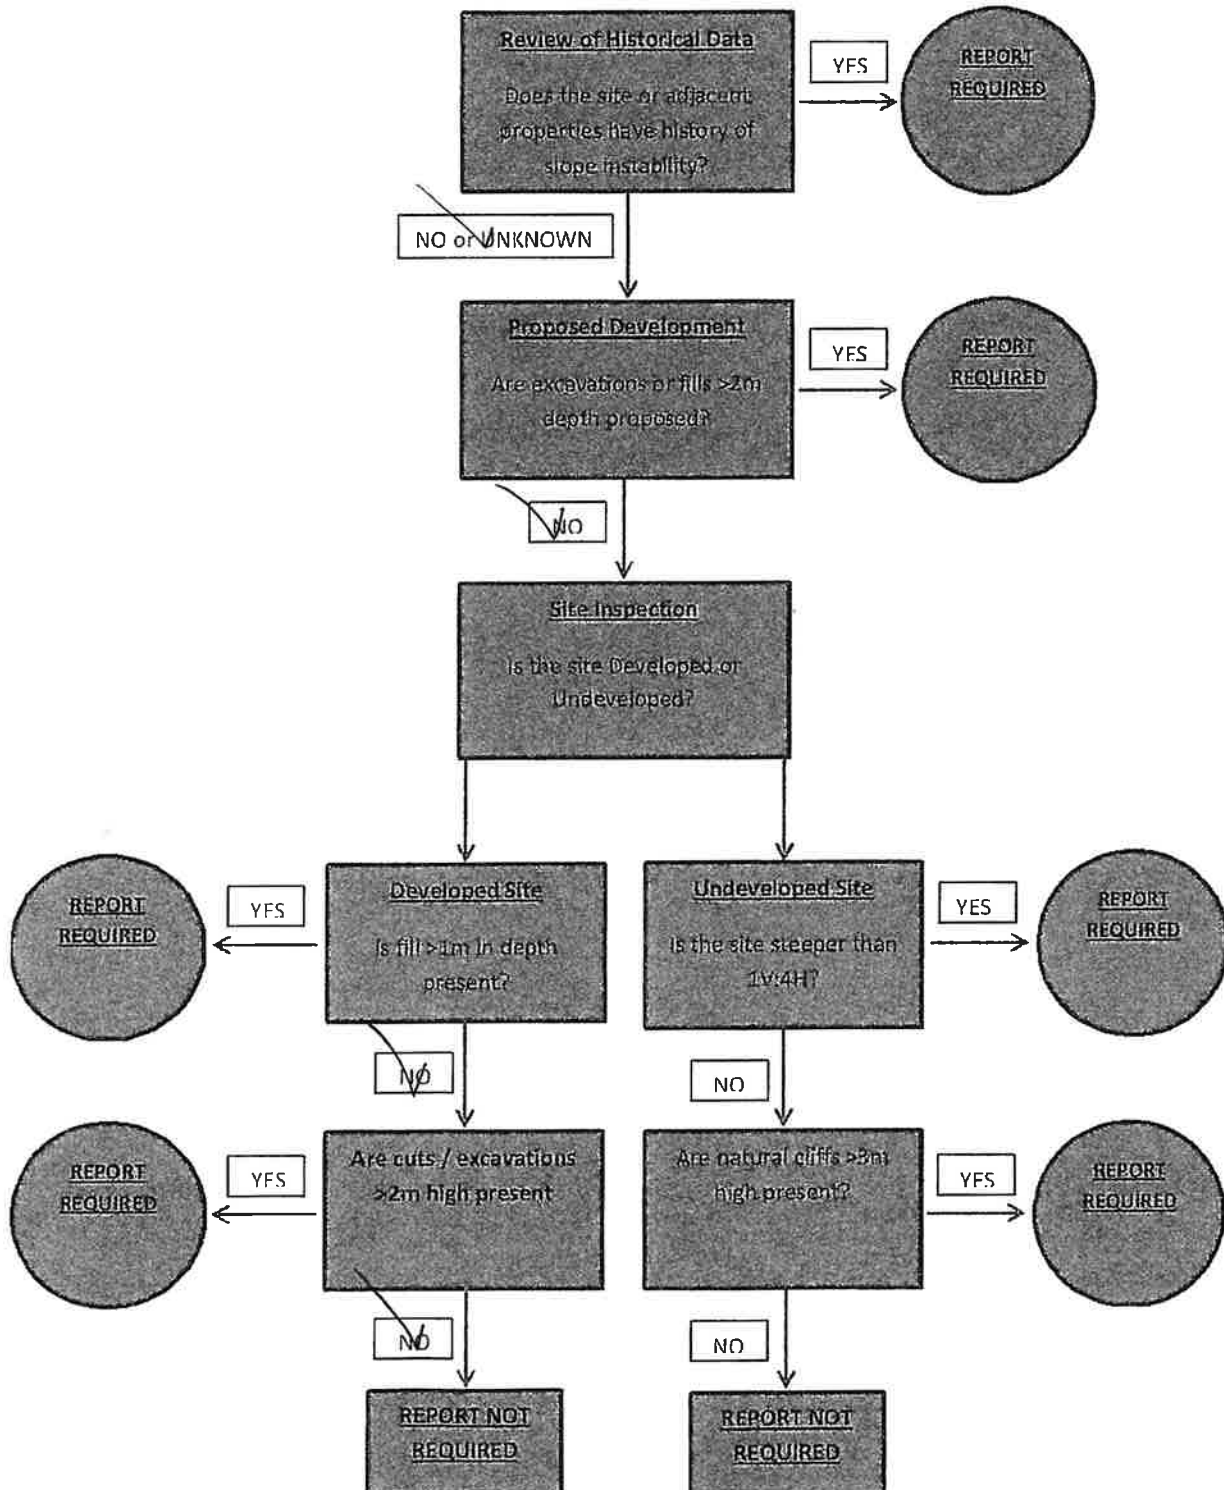 Review of Historical Data
Does the site or adjacent
properties have history of
slope instability?
YES
REPORT
REQUIRED
NO or UNKNOWN
Proposed Development
Are excavations or fills >2m
depth proposed?
YES
REPORT
REQUIRED
NO
Site Inspection
Is the site Developed or
Undeveloped?
REPORT
REQUIRED
YES
Developed Site
Is fill >1m in depth
present?
Undeveloped Site
Is the site steeper than
1V:4H?
YES
REPORT
REQUIRED
NO
NO
REPORT
REQUIRED
YES
Are cuts / excavations
>2m high present
Are natural cliffs >3m
high present?
YES
REPORT
REQUIRED
NO
NO
REPORT NOT
REQUIRED
REPORT NOT
REQUIRED